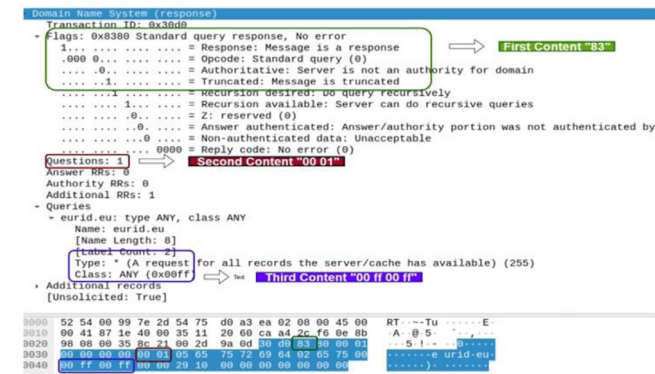 Domain Name System (response)
Transaction ID: 0x30d0
Flags: 0x8380 Standard query response, No error
1... .... .... .... = Response: Message is a response
First Content "83"
.000 0... .... .... = Opcode: Standard query (0)
.... .0.. .... .... = Authoritative: Server is not an authority for domain
.... ..1. .... .... = Truncated: Message is truncated
.... ...1 .... .... = Recursion desired: Do query recursively
.... .... 1... .... = Recursion available: Server can do recursive queries
.... .... .0.. .... = Z: reserved (0)
.... .... ..0. .... = Answer authenticated: Answer/authority portion was not authenticated by
.... .... ...0 .... = Non-authenticated data: Unacceptable
.... .... .... 0000 = Reply code: No error (0)
Questions: 1
Second Content "00 01"
Answer RRs: 0
Authority RRs: 0
Additional RRs: 1
Queries
eurid.eu: type ANY, class ANY
Name: eurid.eu
[Name Length: 8]
[Label Count: 2]
Type: * (A request for all records the server/cache has available) (255)
Class: ANY (0x00ff)
Text
Third Content "00 ff 00 ff"
Additional records
[Unsolicited: True]
0000 52 54 00 99 7e 2d 54 75 d0 a3 ea 02 08 00 45 00 RT··~-Tu ······E·
0010 00 41 87 1e 40 00 35 11 20 60 ca a4 2c f6 0e 8b ·A··@·5· `··,···
0020 98 08 00 35 8c 21 00 2d 9a 0d 30 d0 83 80 00 01 ···5·!·- ··0·····
0030 00 00 00 00 00 01 05 65 75 72 69 64 02 65 75 00 ·······e urid·eu·
0040 00 ff 00 ff 00 00 29 10 00 00 00 00 00 00 00 ······)· ·······